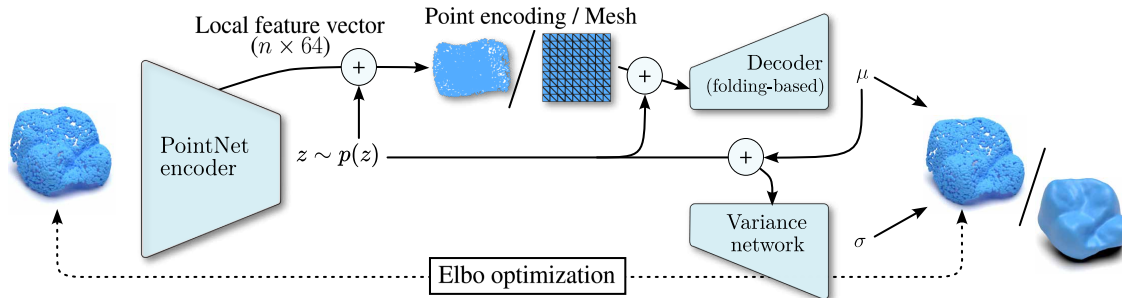 Local feature vector
(n × 64)
Point encoding / Mesh
+
+
Decoder
(folding-based)
μ
PointNet
encoder
z ∼ p(z)
+
Variance
network
σ
Elbo optimization